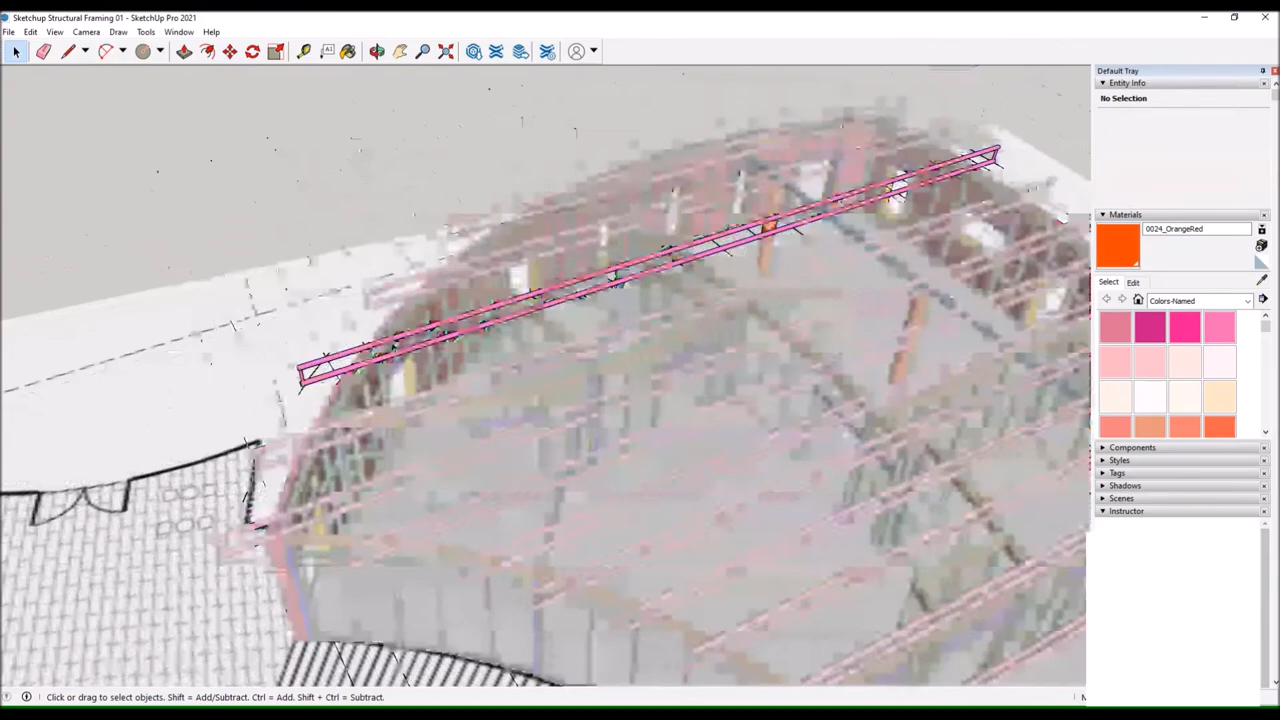 Sketchup Structural Framing 01 - SketchUp Pro 2021
File Edit View Camera Draw Tools Window Help
Default Tray
Entity Info
No Selection
Materials
0024_OrangeRed
Select Edit
Colors-Named
Components
Styles
Tags
Shadows
Scenes
Instructor
Click or drag to select objects. Shift = Add/Subtract. Ctrl = Add. Shift + Ctrl = Subtract.